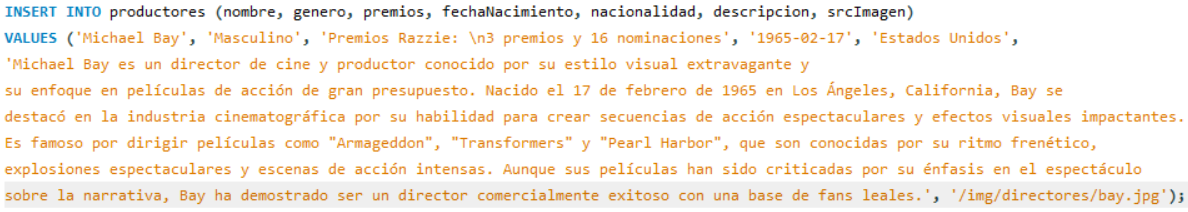 INSERT INTO productores (nombre, genero, premios, fechaNacimiento, nacionalidad, descripcion, srcImagen)
VALUES ('Michael Bay', 'Masculino', 'Premios Razzie: \n3 premios y 16 nominaciones', '1965-02-17', 'Estados Unidos',
'Michael Bay es un director de cine y productor conocido por su estilo visual extravagante y
su enfoque en películas de acción de gran presupuesto. Nacido el 17 de febrero de 1965 en Los Ángeles, California, Bay se
destacó en la industria cinematográfica por su habilidad para crear secuencias de acción espectaculares y efectos visuales impactantes.
Es famoso por dirigir películas como "Armageddon", "Transformers" y "Pearl Harbor", que son conocidas por su ritmo frenético,
explosiones espectaculares y escenas de acción intensas. Aunque sus películas han sido criticadas por su énfasis en el espectáculo
sobre la narrativa, Bay ha demostrado ser un director comercialmente exitoso con una base de fans leales.', '/img/directores/bay.jpg');